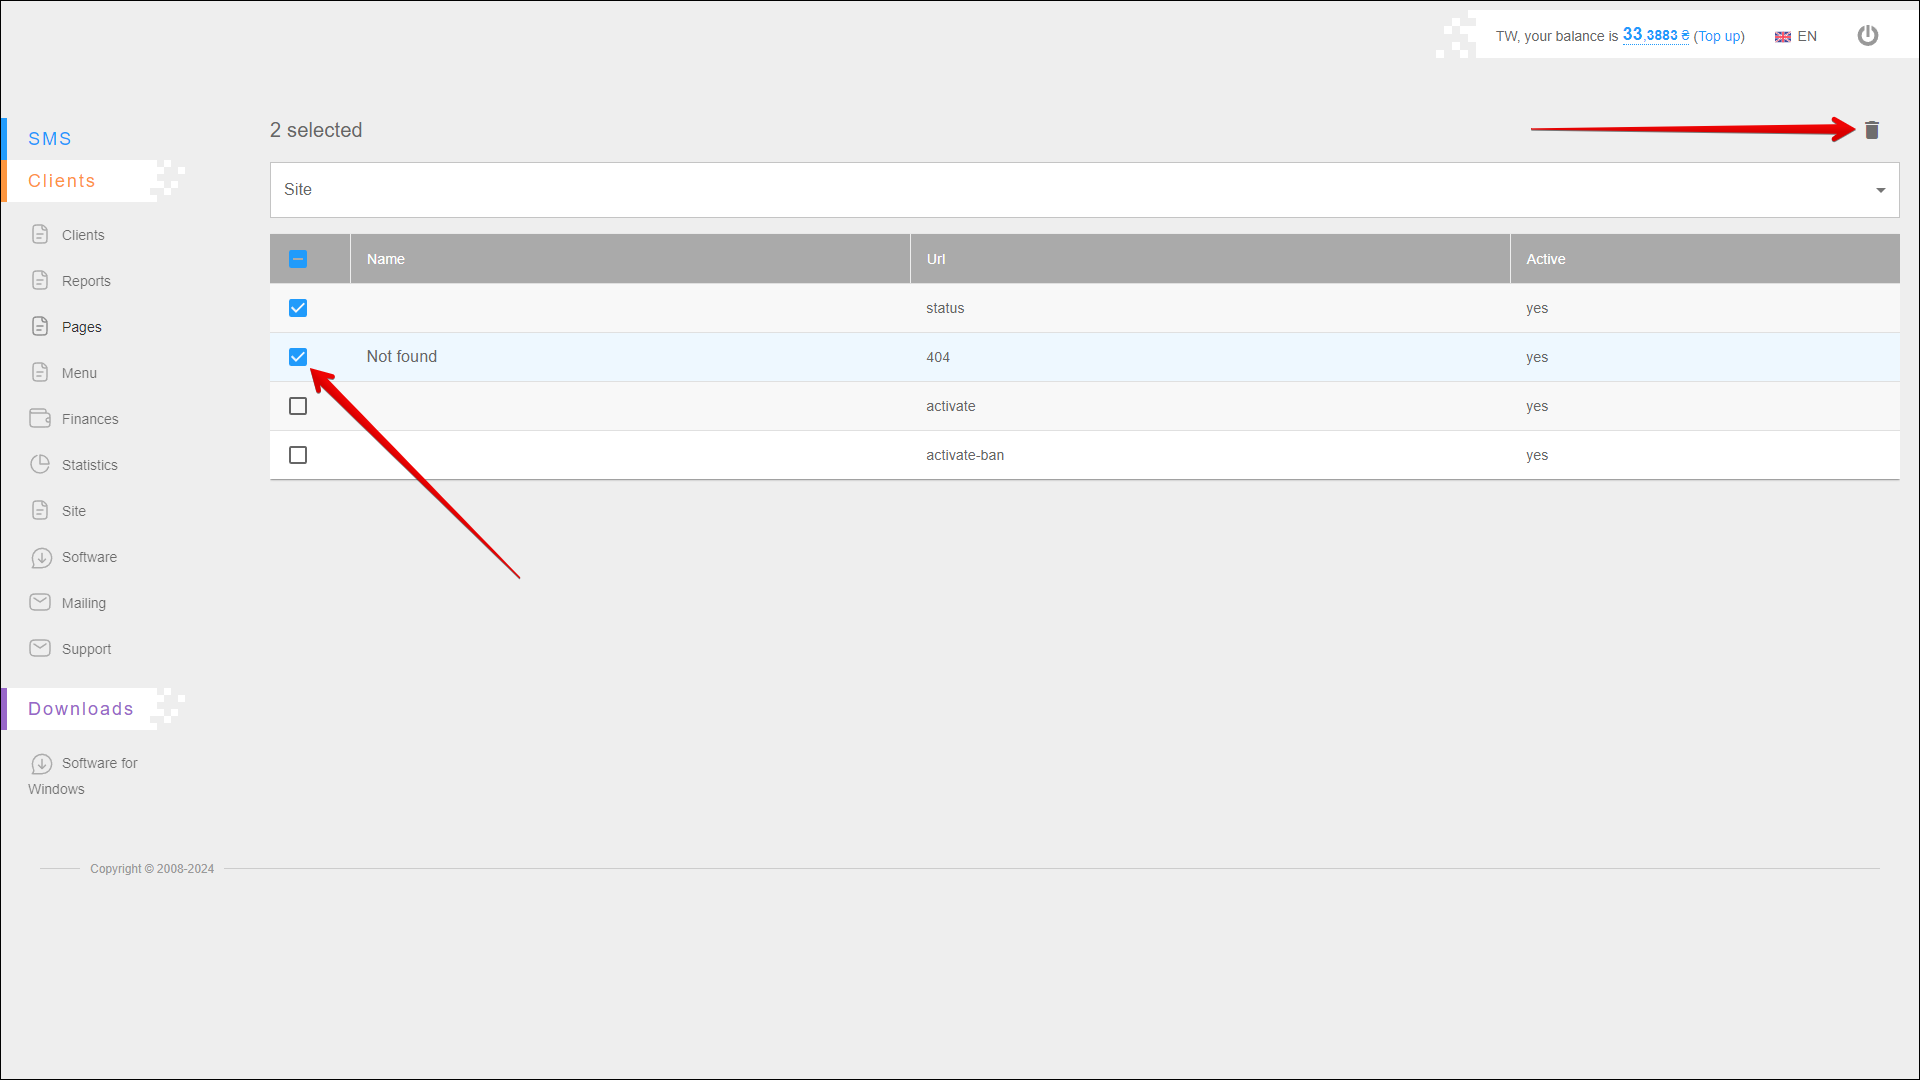 TW, your balance is 33,3883 ₴ (Top up) EN
SMS
Clients
Clients
Reports
Pages
Menu
Finances
Statistics
Site
Software
Mailing
Support
Downloads
Software for
Windows
2 selected
Site
Name Url Active
status yes
Not found 404 yes
activate yes
activate-ban yes
Copyright © 2008-2024